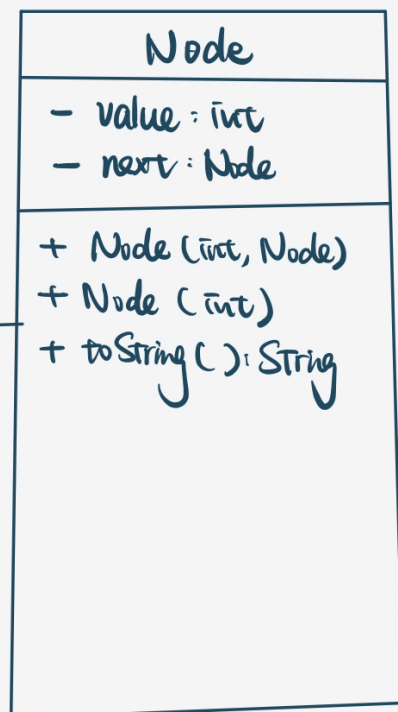 Node
- value : int
- next : Node
+ Node (int, Node)
+ Node (int)
+ toString ( ) : String